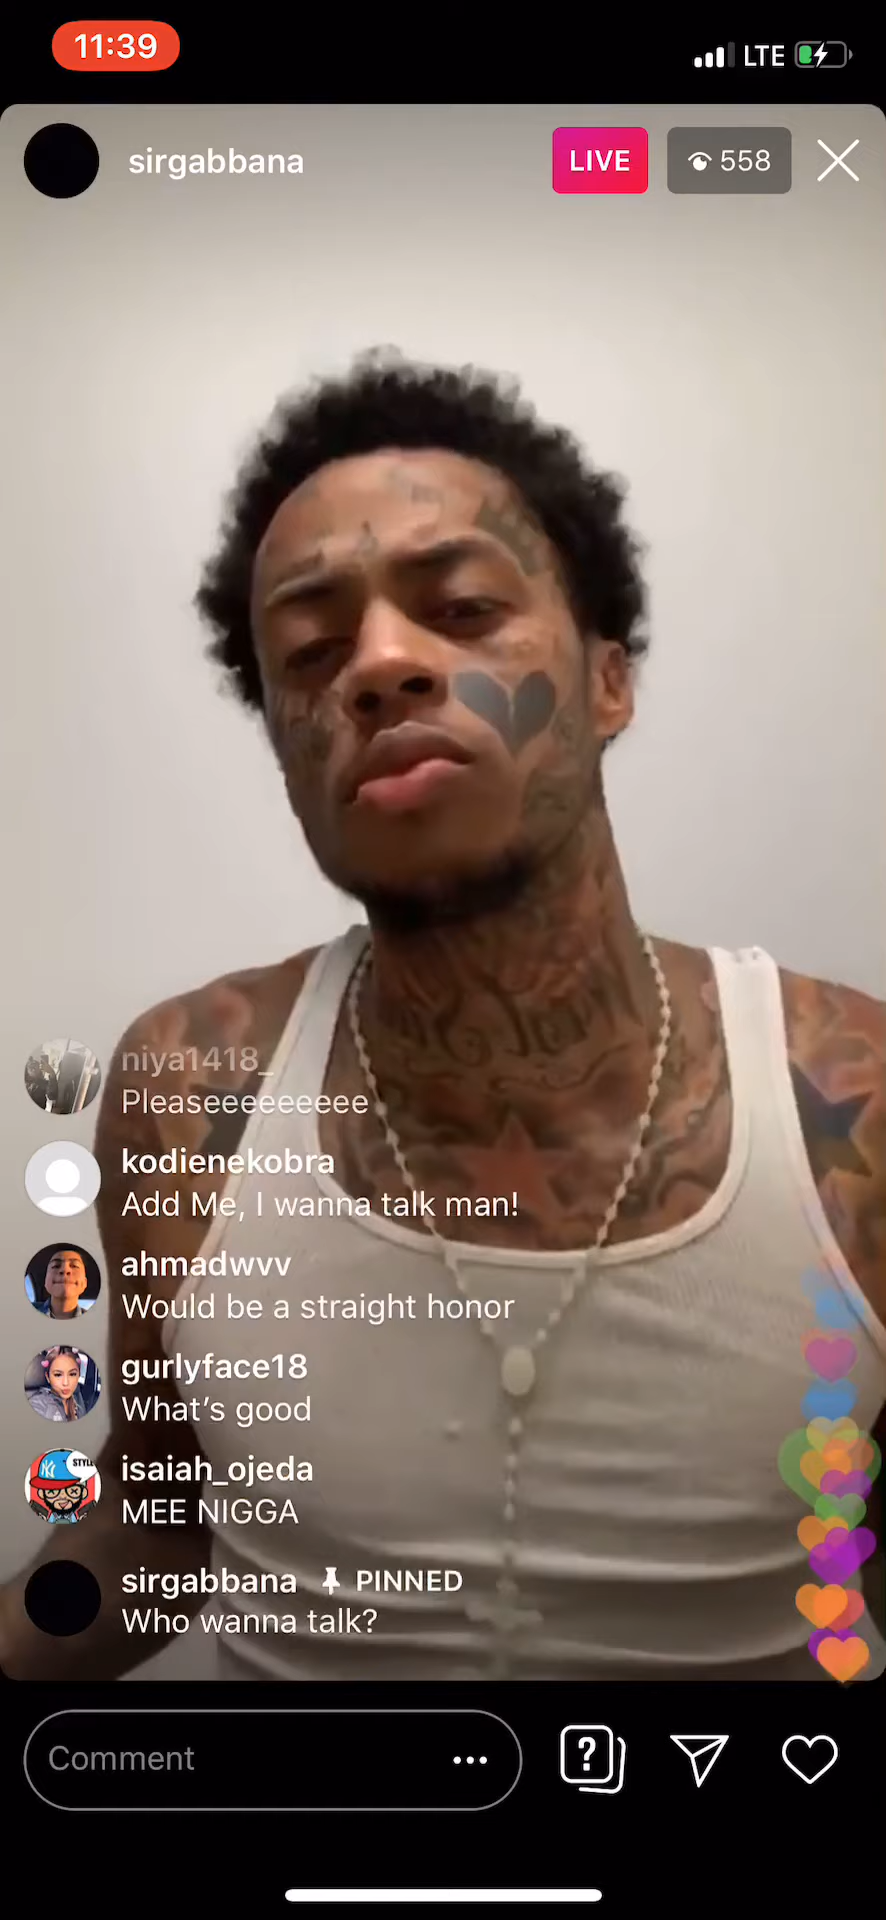 11:39
LTE
sirgabbana
LIVE
558
niya1418_
Pleaseeeeeeeee
kodienekobra
Add Me, I wanna talk man!
ahmadwvv
Would be a straight honor
gurlyface18
What’s good
STYLE
isaiah_ojeda
MEE NIGGA
sirgabbana PINNED
Who wanna talk?
Comment